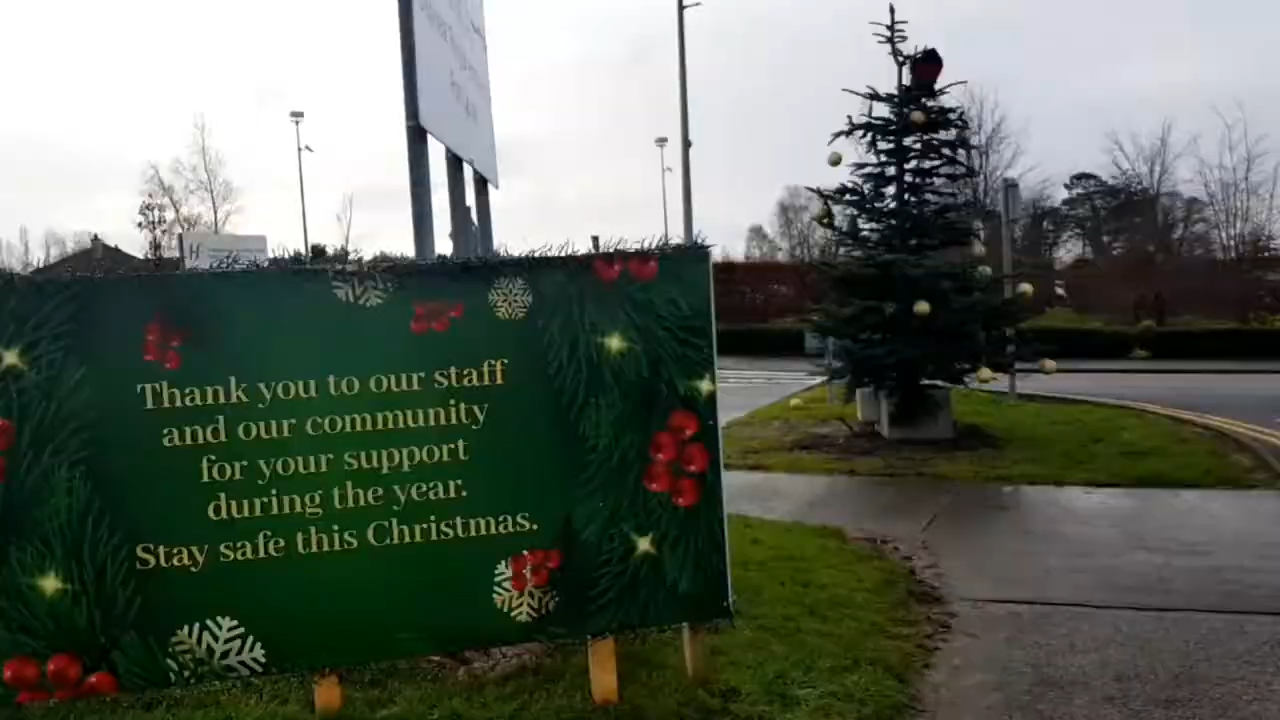 Thank you to our staff
and our community
for your support
during the year.
Stay safe this Christmas.